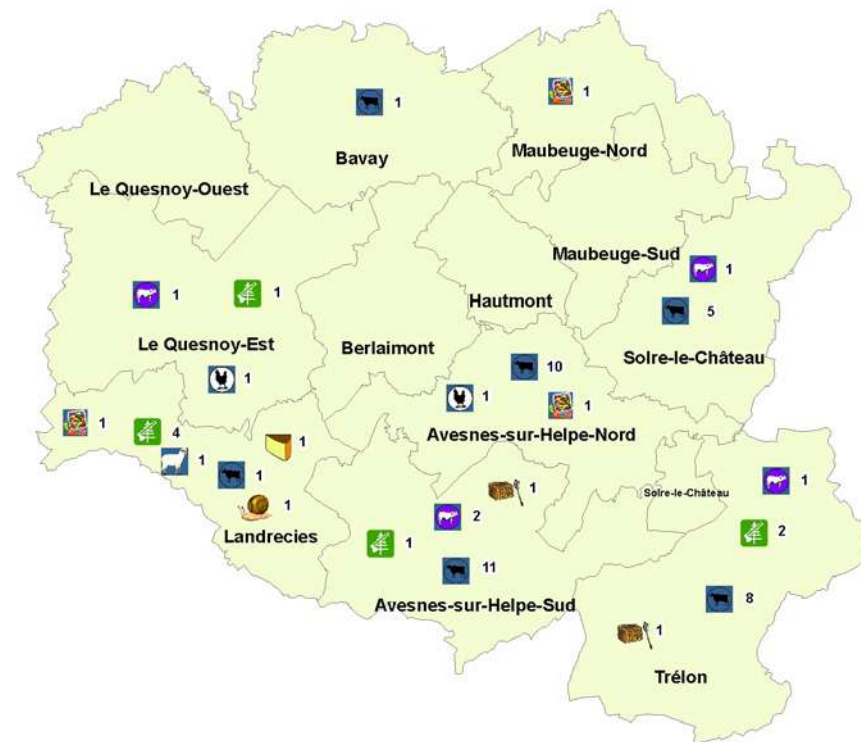 1
1
Bavay
Maubeuge-Nord
Le Quesnoy-Ouest
Maubeuge-Sud
1
1
1
Hautmont
5
Le Quesnoy-Est
Berlaimont
Solre-le-Château
10
1
1
1
1
Avesnes-sur-Helpe-Nord
4
1
1
1
1
Landrecies
1
Solre-le-Château
1
2
1
2
11
Avesnes-sur-Helpe-Sud
8
1
Trélon